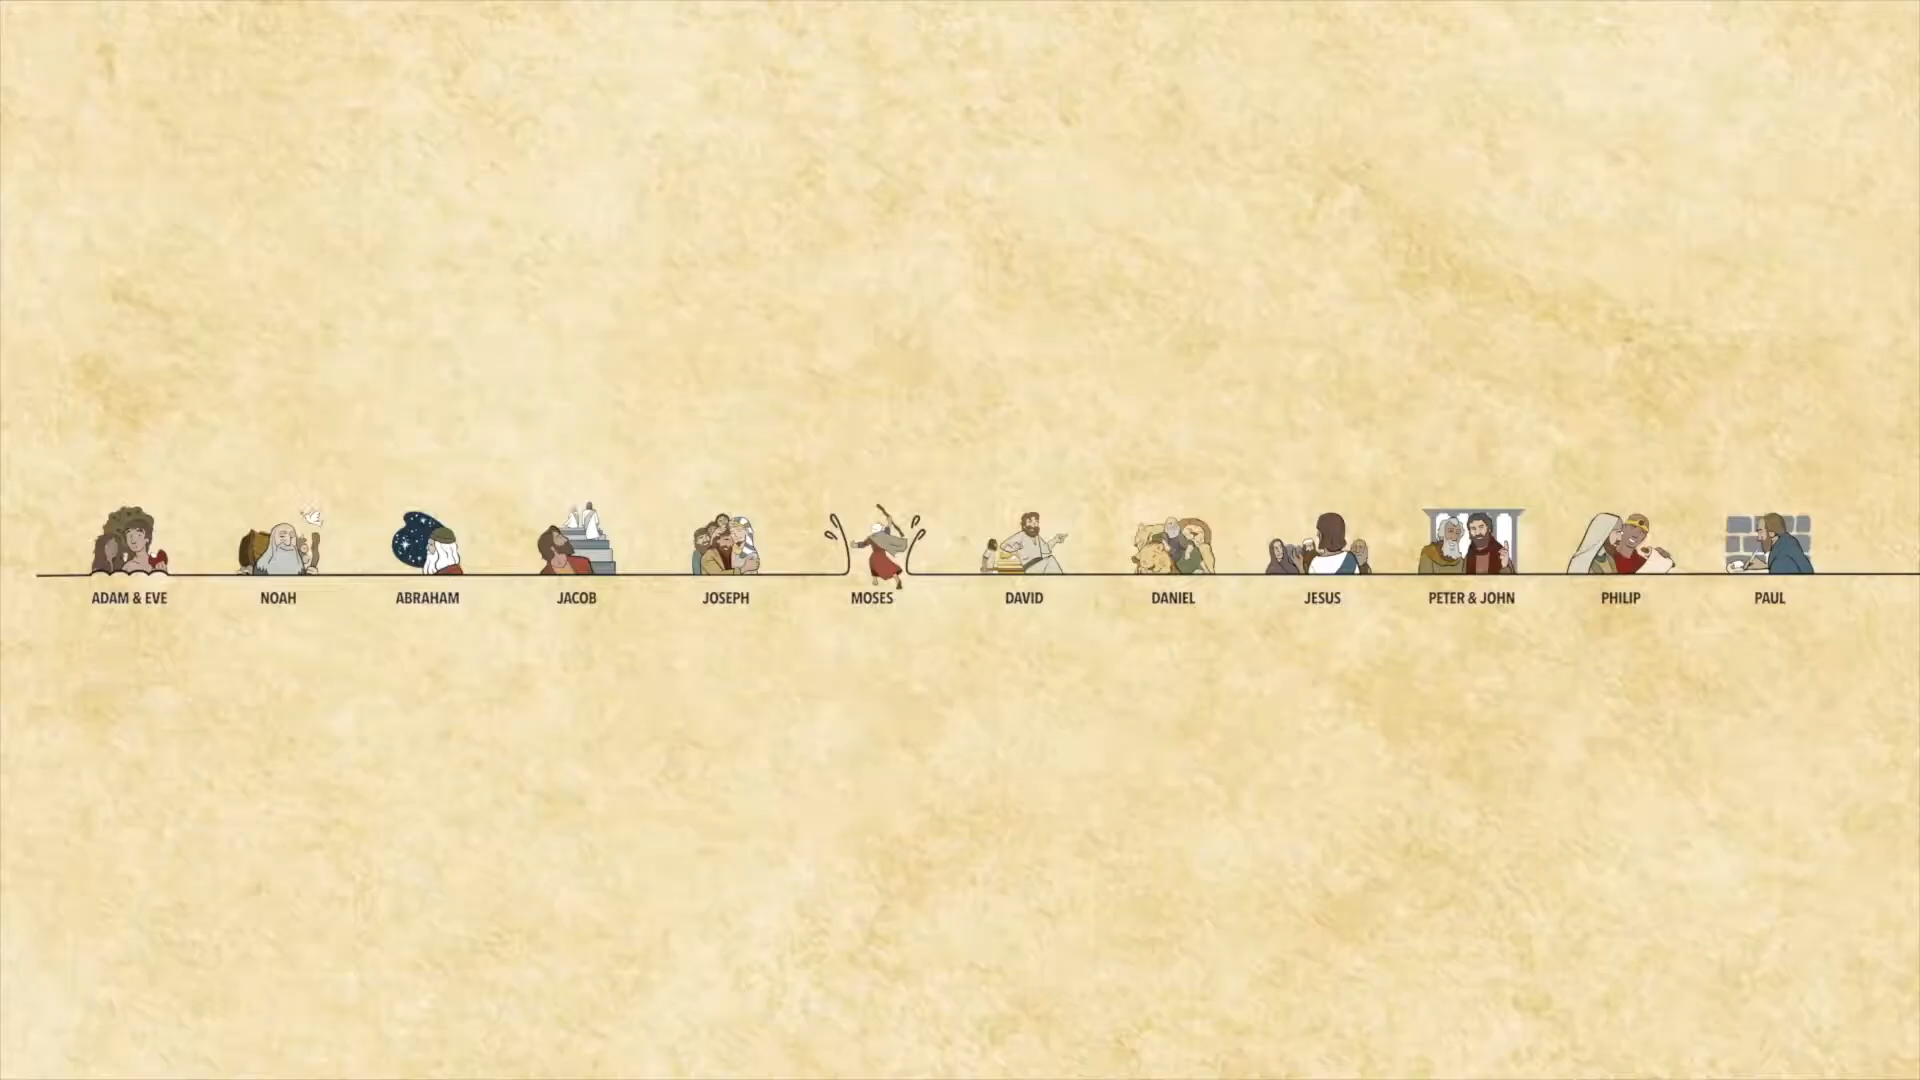 ADAM & EVE
NOAH
ABRAHAM
JACOB
JOSEPH
MOSES
DAVID
DANIEL
JESUS
PETER & JOHN
PHILIP
PAUL